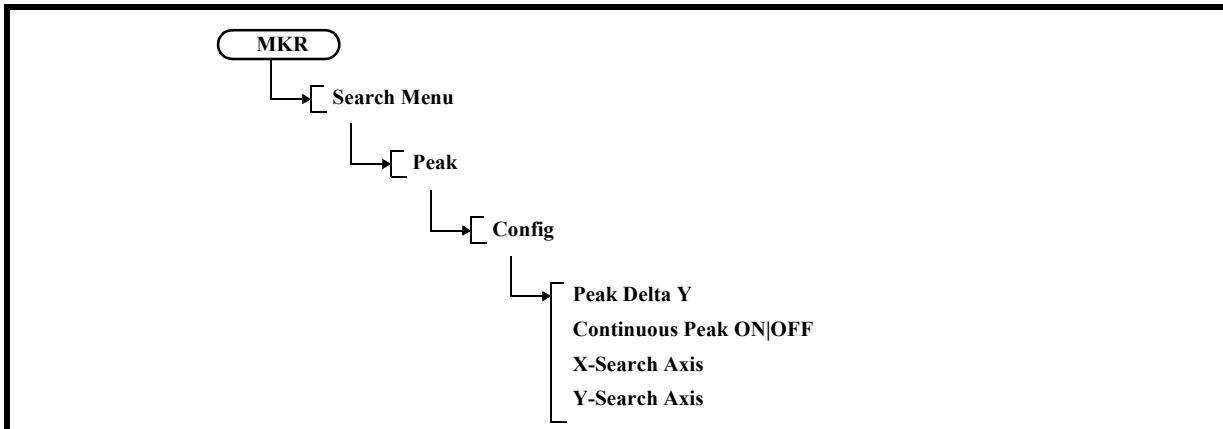 MKR
Search Menu
Peak
Config
Peak Delta Y
Continuous Peak ON|OFF
X-Search Axis
Y-Search Axis